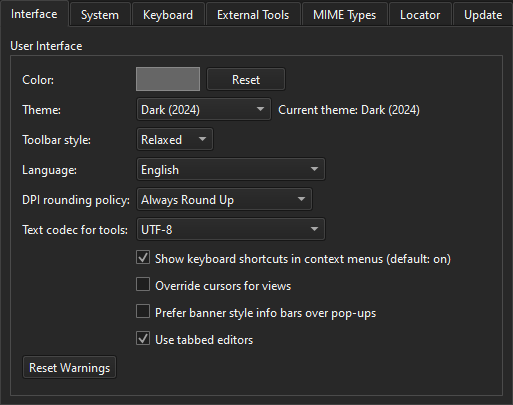 Interface System Keyboard External Tools MIME Types Locator Update
User Interface
Color: Reset
Theme: Dark (2024) Current theme: Dark (2024)
Toolbar style: Relaxed
Language: English
DPI rounding policy: Always Round Up
Text codec for tools: UTF-8
Show keyboard shortcuts in context menus (default: on)
Override cursors for views
Prefer banner style info bars over pop-ups
Use tabbed editors
Reset Warnings